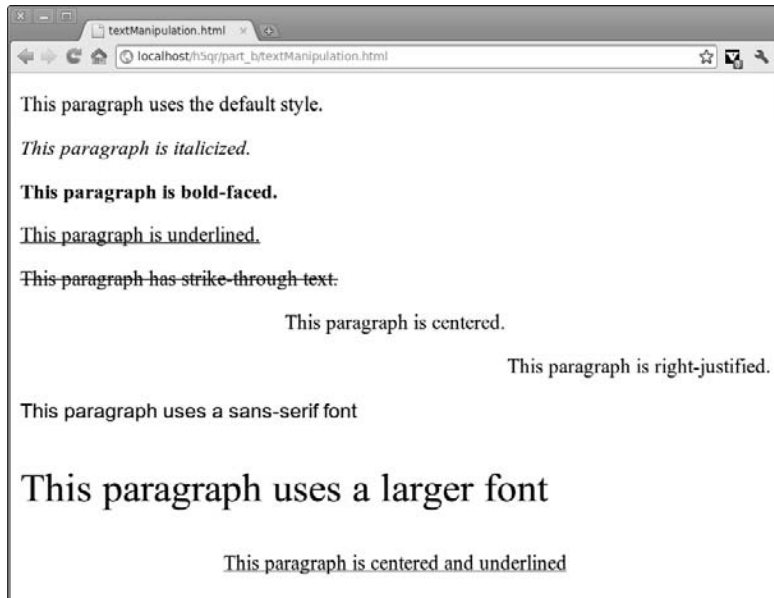 textManipulation.html
localhost/h5qr/part_b/textManipulation.html
This paragraph uses the default style.
This paragraph is italicized.
This paragraph is bold-faced.
This paragraph is underlined.
This paragraph has strike-through text.
This paragraph is centered.
This paragraph is right-justified.
This paragraph uses a sans-serif font
This paragraph uses a larger font
This paragraph is centered and underlined